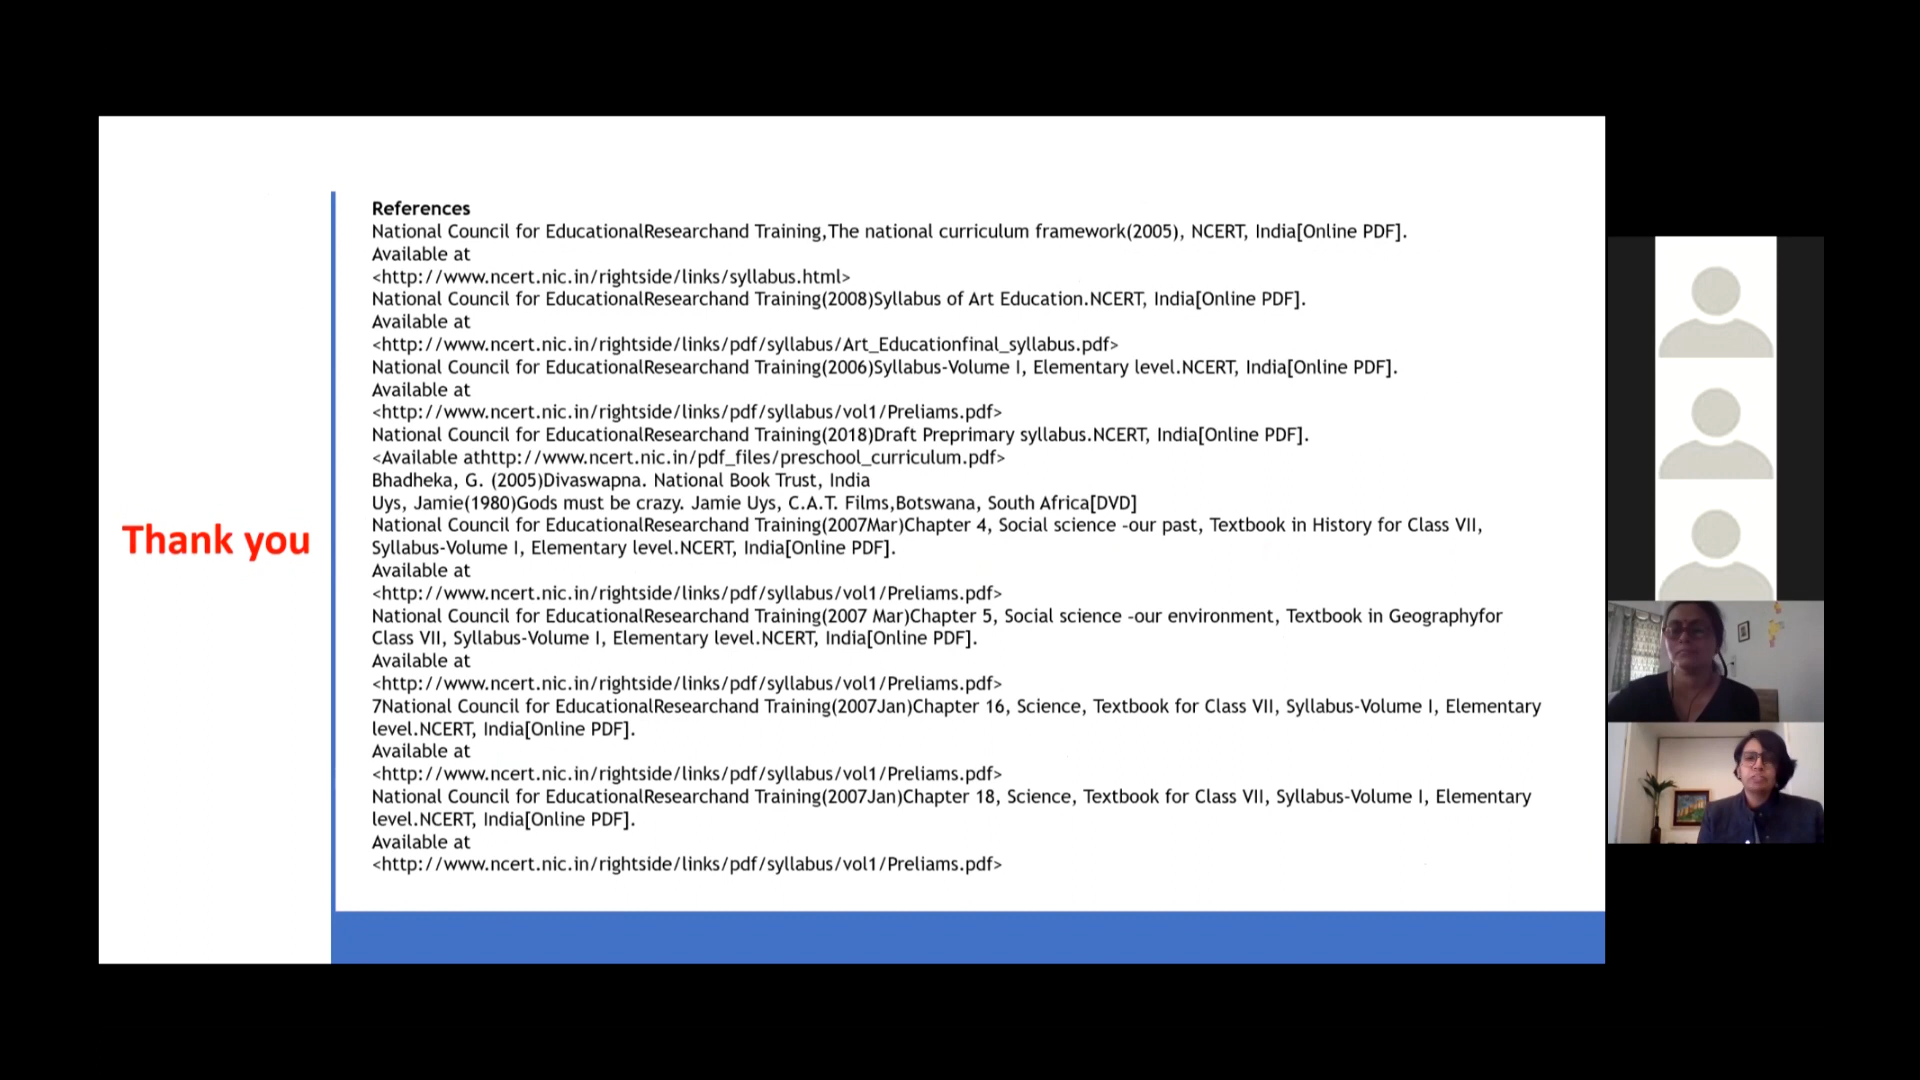 Thank you
References
National Council for EducationalResearchand Training,The national curriculum framework(2005), NCERT, India[Online PDF].
Available at
<http://www.ncert.nic.in/rightside/links/syllabus.html>
National Council for EducationalResearchand Training(2008)Syllabus of Art Education.NCERT, India[Online PDF].
Available at
<http://www.ncert.nic.in/rightside/links/pdf/syllabus/Art_Educationfinal_syllabus.pdf>
National Council for EducationalResearchand Training(2006)Syllabus-Volume I, Elementary level.NCERT, India[Online PDF].
Available at
<http://www.ncert.nic.in/rightside/links/pdf/syllabus/vol1/Preliams.pdf>
National Council for EducationalResearchand Training(2018)Draft Preprimary syllabus.NCERT, India[Online PDF].
<Available athttp://www.ncert.nic.in/pdf_files/preschool_curriculum.pdf>
Bhadheka, G. (2005)Divaswapna. National Book Trust, India
Uys, Jamie(1980)Gods must be crazy. Jamie Uys, C.A.T. Films,Botswana, South Africa[DVD]
National Council for EducationalResearchand Training(2007Mar)Chapter 4, Social science -our past, Textbook in History for Class VII,
Syllabus-Volume I, Elementary level.NCERT, India[Online PDF].
Available at
<http://www.ncert.nic.in/rightside/links/pdf/syllabus/vol1/Preliams.pdf>
National Council for EducationalResearchand Training(2007 Mar)Chapter 5, Social science -our environment, Textbook in Geographyfor
Class VII, Syllabus-Volume I, Elementary level.NCERT, India[Online PDF].
Available at
<http://www.ncert.nic.in/rightside/links/pdf/syllabus/vol1/Preliams.pdf>
7National Council for EducationalResearchand Training(2007Jan)Chapter 16, Science, Textbook for Class VII, Syllabus-Volume I, Elementary
level.NCERT, India[Online PDF].
Available at
<http://www.ncert.nic.in/rightside/links/pdf/syllabus/vol1/Preliams.pdf>
National Council for EducationalResearchand Training(2007Jan)Chapter 18, Science, Textbook for Class VII, Syllabus-Volume I, Elementary
level.NCERT, India[Online PDF].
Available at
<http://www.ncert.nic.in/rightside/links/pdf/syllabus/vol1/Preliams.pdf>